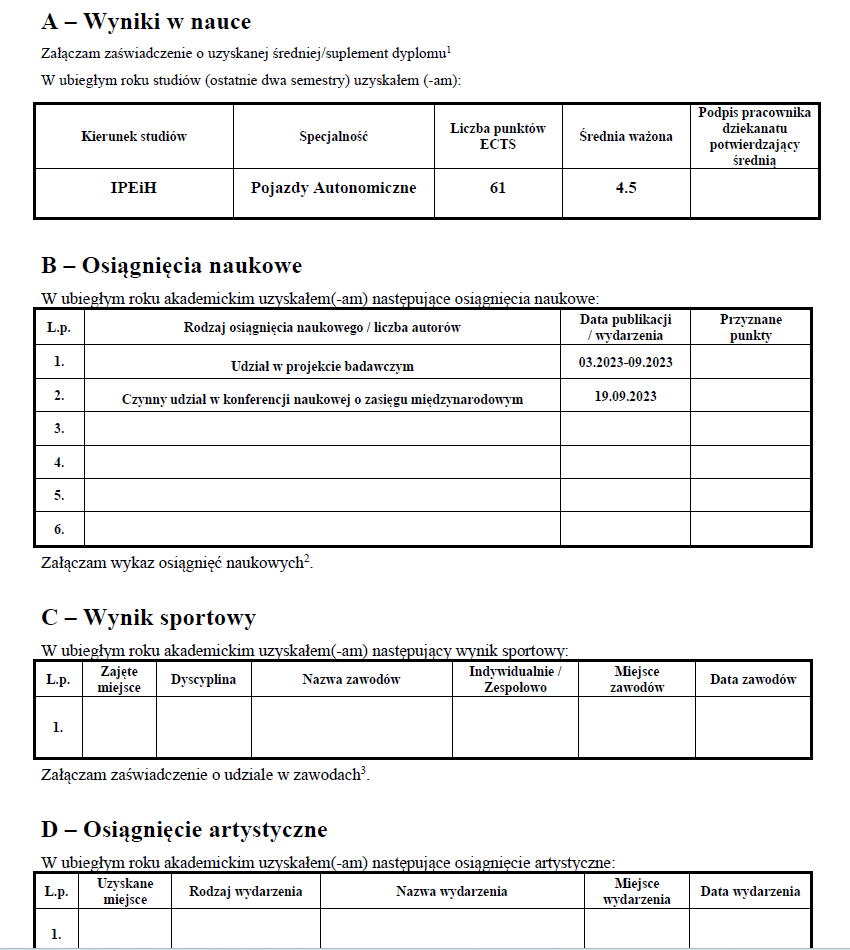 A – Wyniki w nauce
Załączam zaświadczenie o uzyskanej średniej/suplement dyplomu1
W ubiegłym roku studiów (ostatnie dwa semestry) uzyskałem (-am):
Kierunek studiów Specjalność Liczba punktów ECTS Średnia ważona Podpis pracownika dziekanatu potwierdzający średnią
IPEiH Pojazdy Autonomiczne 61 4.5
B – Osiągnięcia naukowe
W ubiegłym roku akademickim uzyskałem(-am) następujące osiągnięcia naukowe:
L.p. Rodzaj osiągnięcia naukowego / liczba autorów Data publikacji / wydarzenia Przyznane punkty
1. Udział w projekcie badawczym 03.2023-09.2023
2. Czynny udział w konferencji naukowej o zasięgu międzynarodowym 19.09.2023
3.
4.
5.
6.
Załączam wykaz osiągnięć naukowych2.
C – Wynik sportowy
W ubiegłym roku akademickim uzyskałem(-am) następujący wynik sportowy:
L.p. Zajęte miejsce Dyscyplina Nazwa zawodów Indywidualnie / Zespołowo Miejsce zawodów Data zawodów
1.
Załączam zaświadczenie o udziale w zawodach3.
D – Osiągnięcie artystyczne
W ubiegłym roku akademickim uzyskałem(-am) następujące osiągnięcie artystyczne:
L.p. Uzyskane miejsce Rodzaj wydarzenia Nazwa wydarzenia Miejsce wydarzenia Data wydarzenia
1.